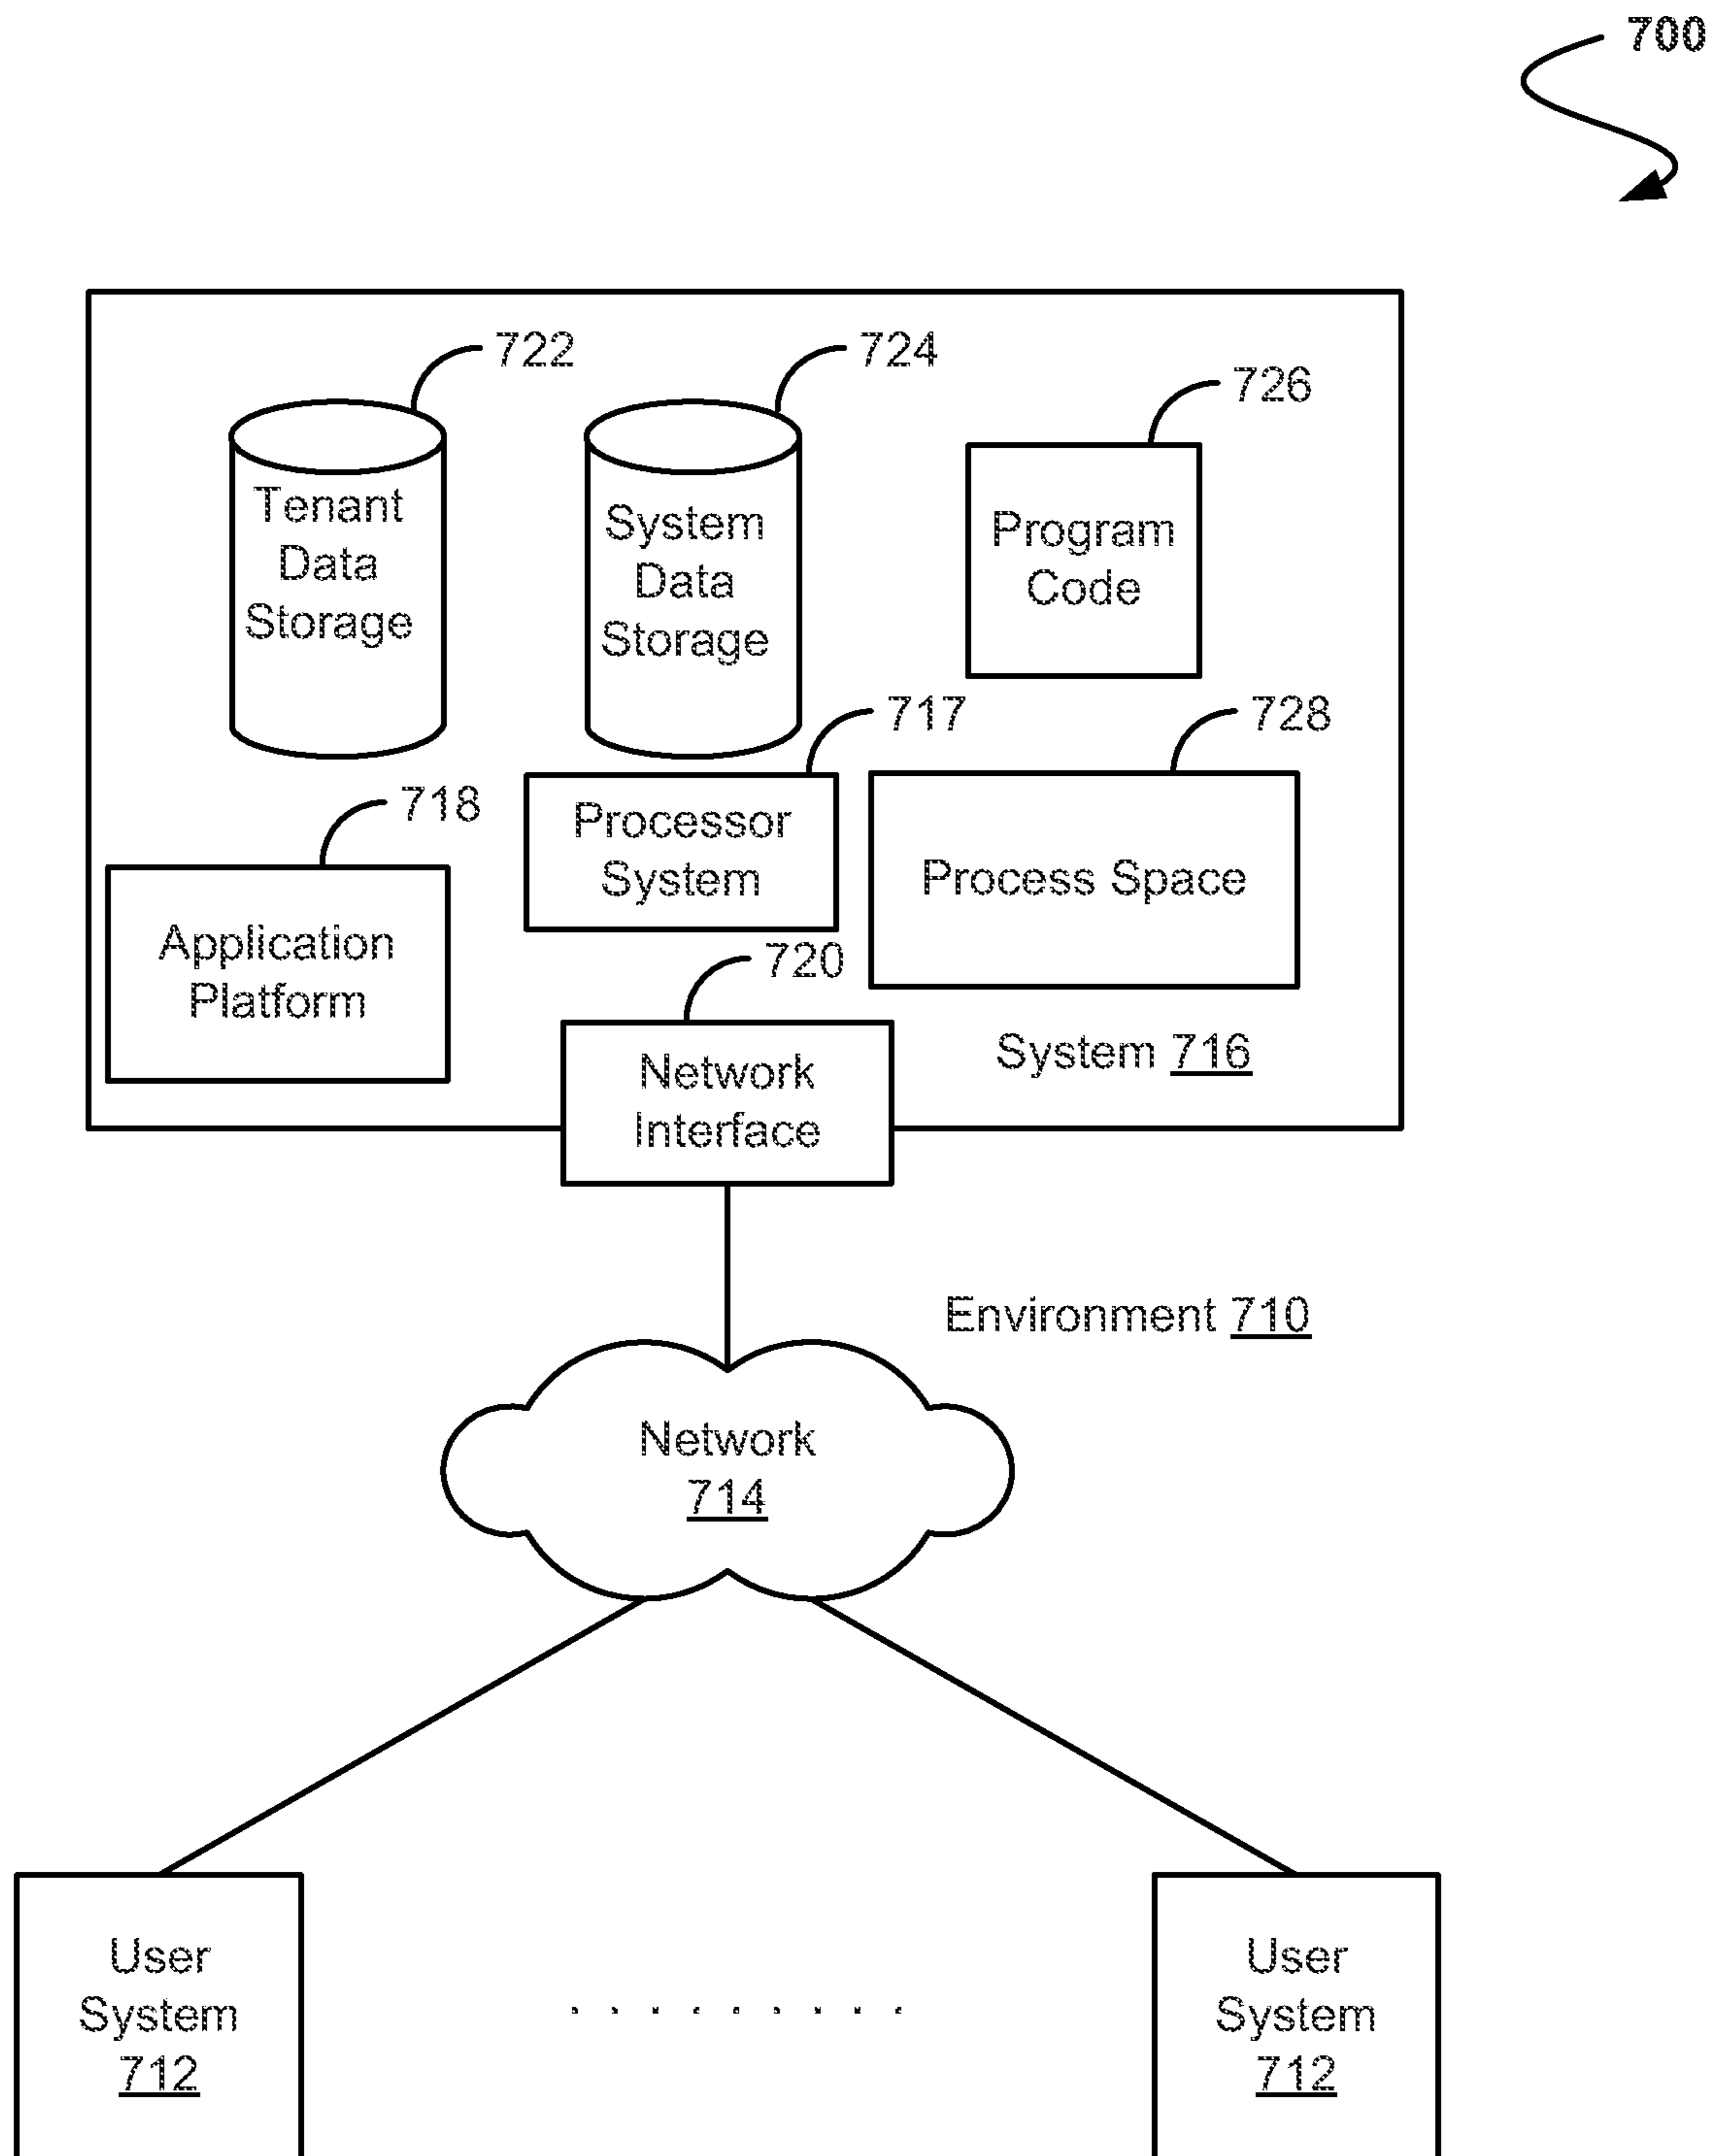 700
722
724
726
Tenant
Data
Storage
System
Data
Storage
Program
Code
717
728
718
Processor
System
Process Space
Application
Platform
720
Network
Interface
System 716
Environment 710
Network
714
User
System
712
. . . . . . . . .
User
System
712